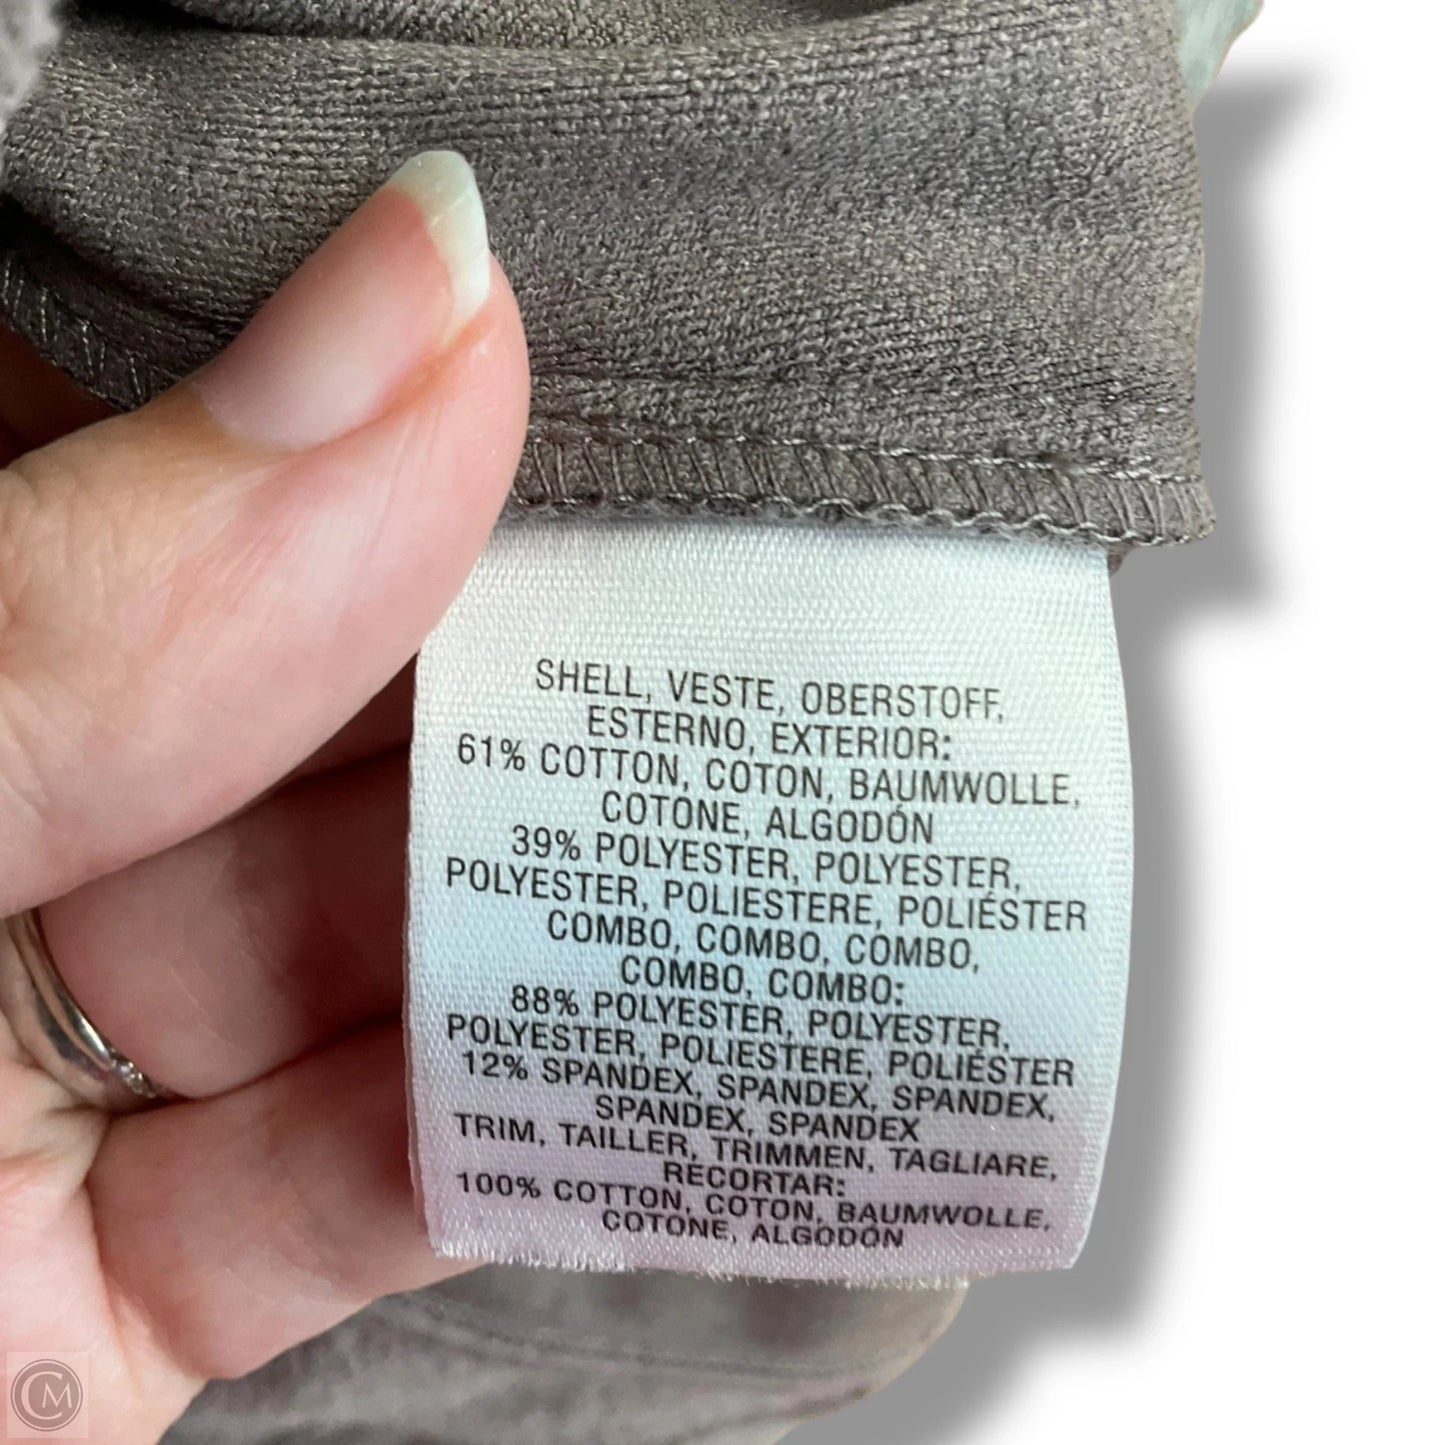 SHELL, VESTE, OBERSTOFF,
ESTERNO, EXTERIOR:
61% COTTON, COTON, BAUMWOLLE,
COTONE, ALGODÓN
39% POLYESTER, POLYESTER,
POLYESTER, POLIESTERE, POLIÉSTER
COMBO, COMBO, COMBO,
COMBO, COMBO:
88% POLYESTER, POLYESTER,
POLYESTER, POLIESTERE, POLIÉSTER
12% SPANDEX, SPANDEX, SPANDEX,
SPANDEX, SPANDEX
TRIM, TAILLER, TRIMMEN, TAGLIARE,
RECORTAR:
100% COTTON, COTON, BAUMWOLLE,
COTONE, ALGODÓN
CM